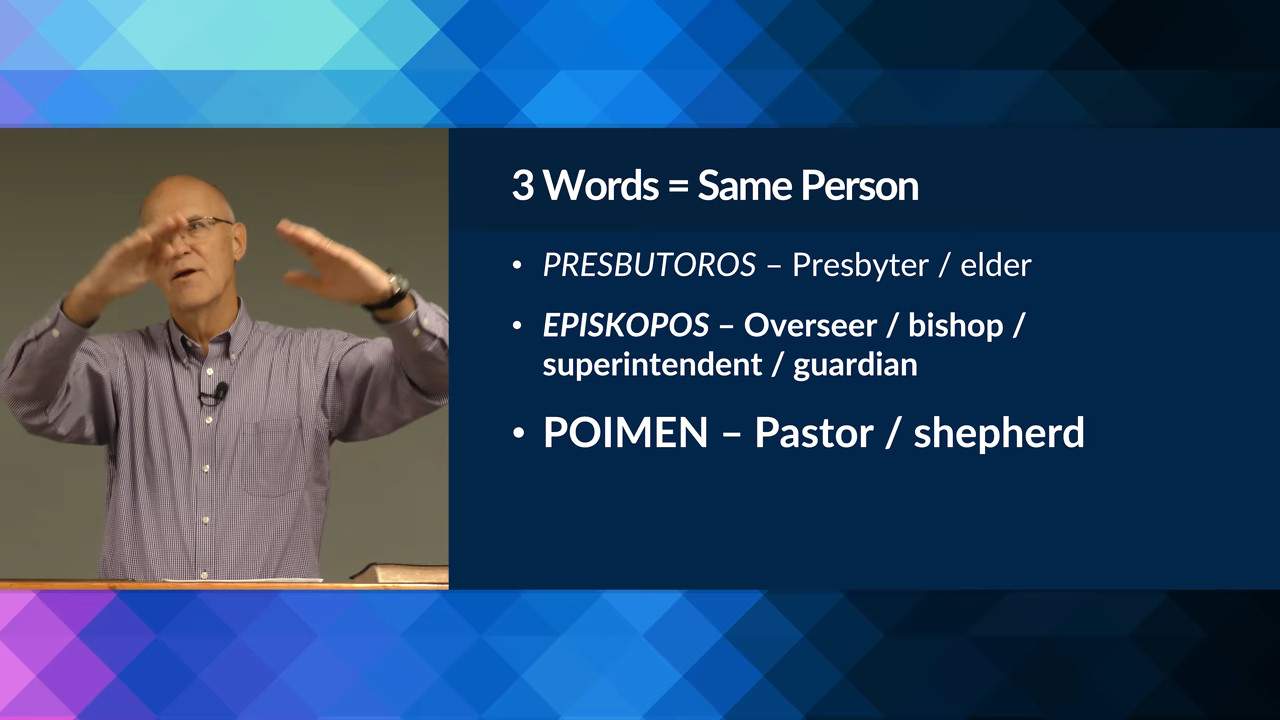 3 Words = Same Person
• PRESBUTOROS – Presbyter / elder
• EPISKOPOS – Overseer / bishop /
superintendent / guardian
• POIMEN – Pastor / shepherd